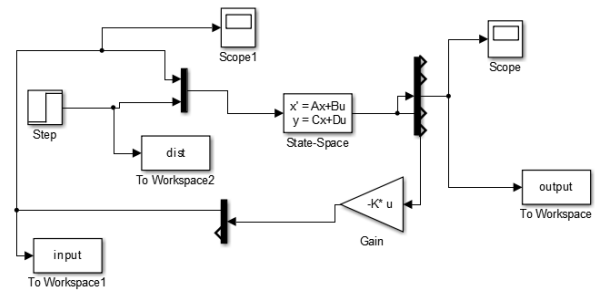 Scope1
Scope
Step
x' = Ax+Bu
y = Cx+Du
State-Space
dist
To Workspace2
output
To Workspace
-K* u
Gain
input
To Workspace1